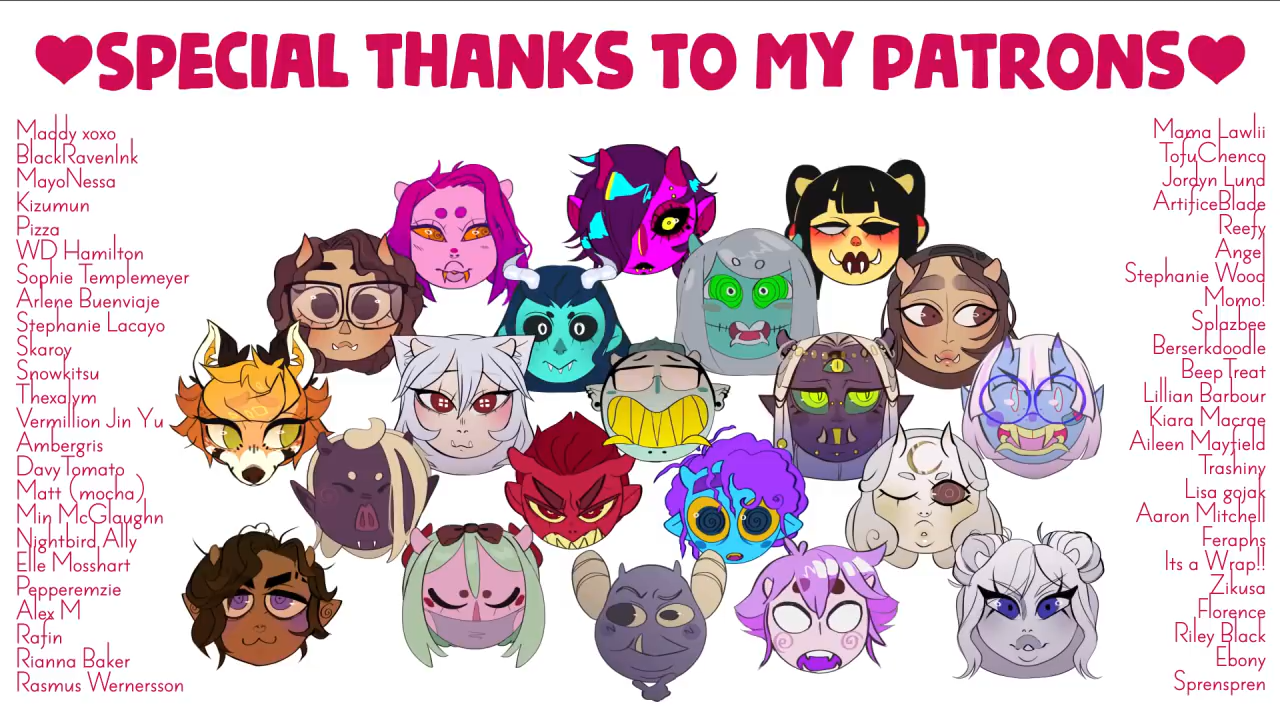 ❤SPECIAL THANKS TO MY PATRONS❤
Maddy xoxo
BlackRavenInk
MayoNessa
Kizumun
Pizza
WD Hamilton
Sophie Templemeyer
Arlene Buenviaje
Stephanie Lacayo
Skaroy
Snowkitsu
Thexalym
Vermillion Jin Yu
Ambergris
DavyTomato
Matt (mocha)
Min McGlaughn
Nightbird Ally
Elle Mosshart
Pepperemzie
Alex M
Rafin
Rianna Baker
Rasmus Wernersson
Mama Lawlii
TofuChenco
Jordyn Lund
ArtificeBlade
Reefy
Angel
Stephanie Wood
Momo!
Splazbee
Berserkdoodle
BeepTreat
Lillian Barbour
Kiara Macrae
Aileen Mayfield
Trashiny
Lisa gojak
Aaron Mitchell
Feraphs
Its a Wrap!!
Zikusa
Florence
Riley Black
Ebony
Sprenspren